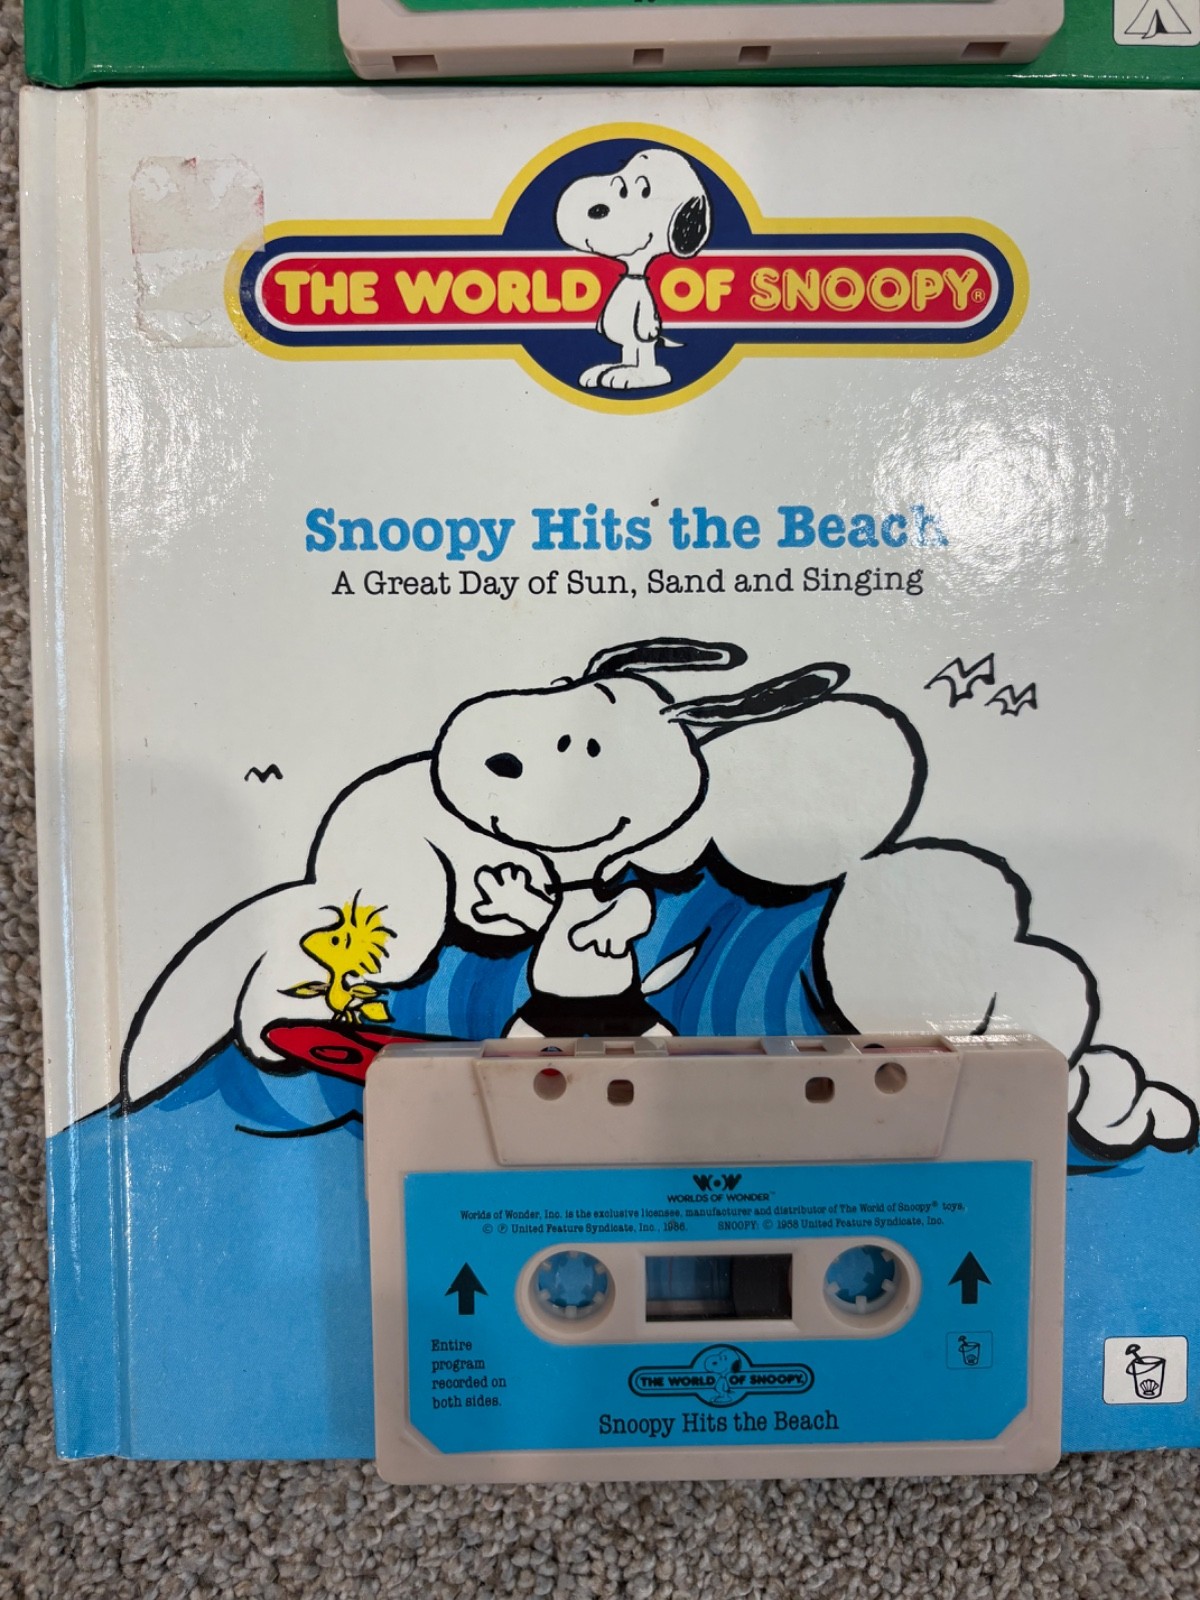 THE WORLD OF SNOOPY®
Snoopy Hits the Beach
A Great Day of Sun, Sand and Singing
WOW
WORLDS OF WONDER™
Worlds of Wonder, Inc. is the exclusive licensee, manufacturer and distributor of The World of Snoopy® toys.
© ℗ United Feature Syndicate, Inc., 1986. SNOOPY: © 1958 United Feature Syndicate, Inc.
Entire
program
recorded on
both sides.
THE WORLD OF SNOOPY
Snoopy Hits the Beach